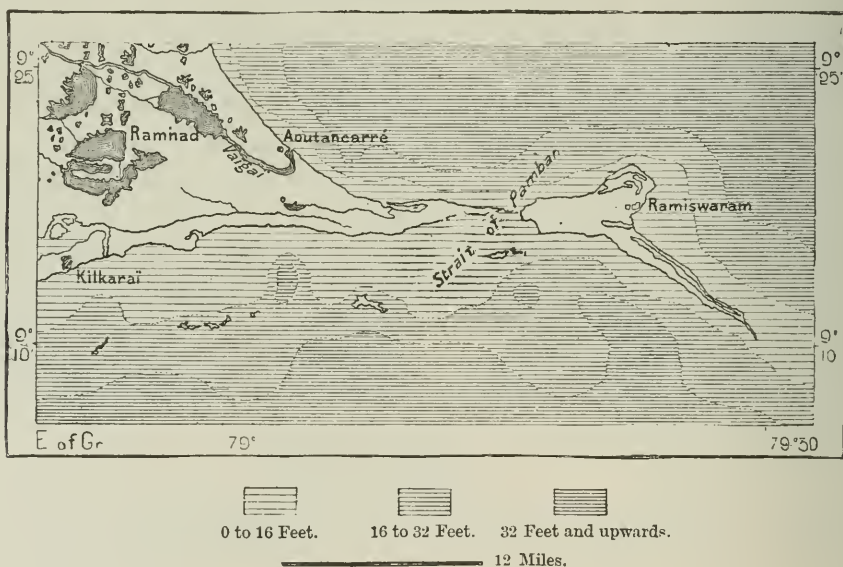 9°
25'
9°
25'
Ramnad
Aoutancarré
Vaigaï
Strait of Pamban
Ramiswaram
Kilkaraï
9°
10'
9°
10
E of Gr
79°
79°30
0 to 16 Feet.
16 to 32 Feet.
32 Feet and upwards.
12 Miles.